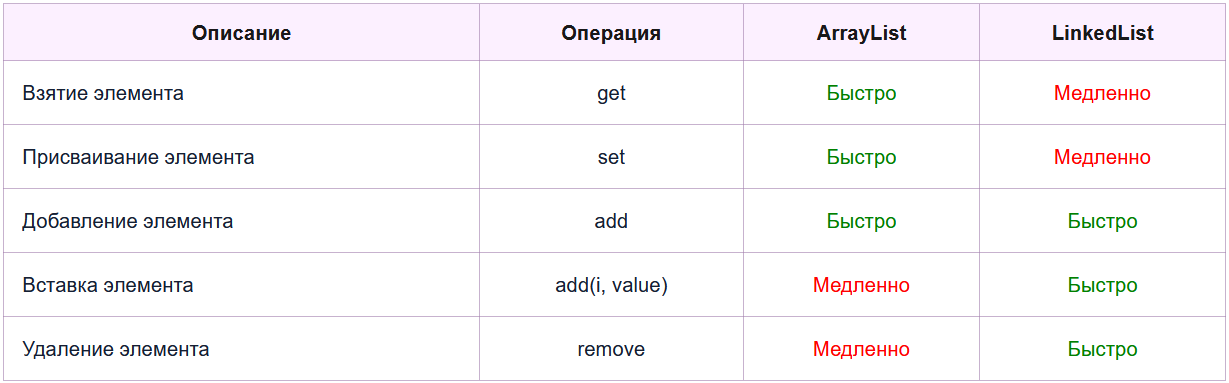 Описание Операция ArrayList LinkedList
Взятие элемента get Быстро Медленно
Присваивание элемента set Быстро Медленно
Добавление элемента add Быстро Быстро
Вставка элемента add(i, value) Медленно Быстро
Удаление элемента remove Медленно Быстро